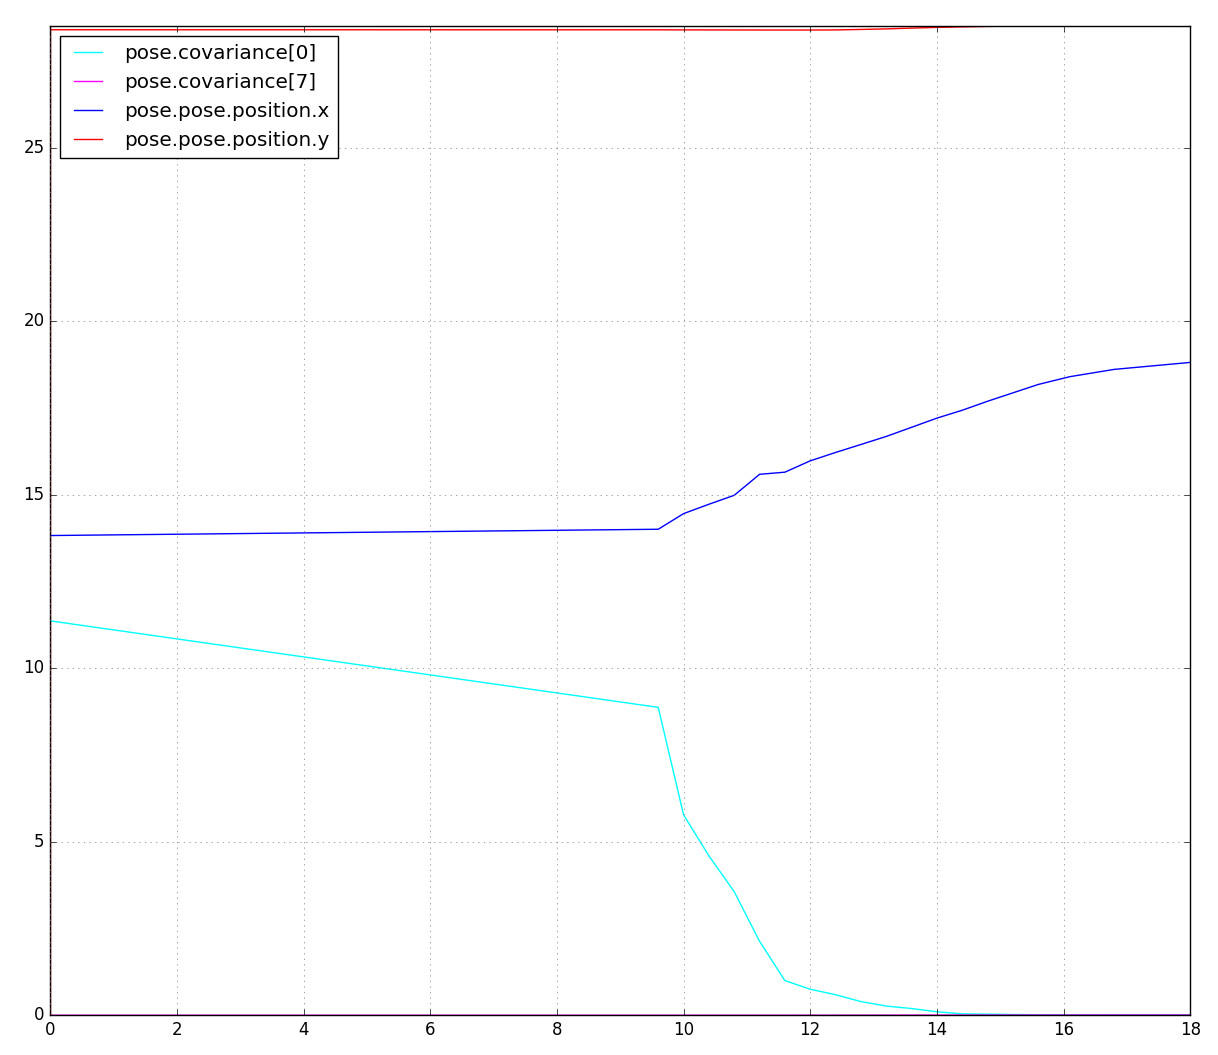 pose.covariance[0]
pose.covariance[7]
pose.pose.position.x
pose.pose.position.y
25
20
15
10
5
0
0 2 4 6 8 10 12 14 16 18